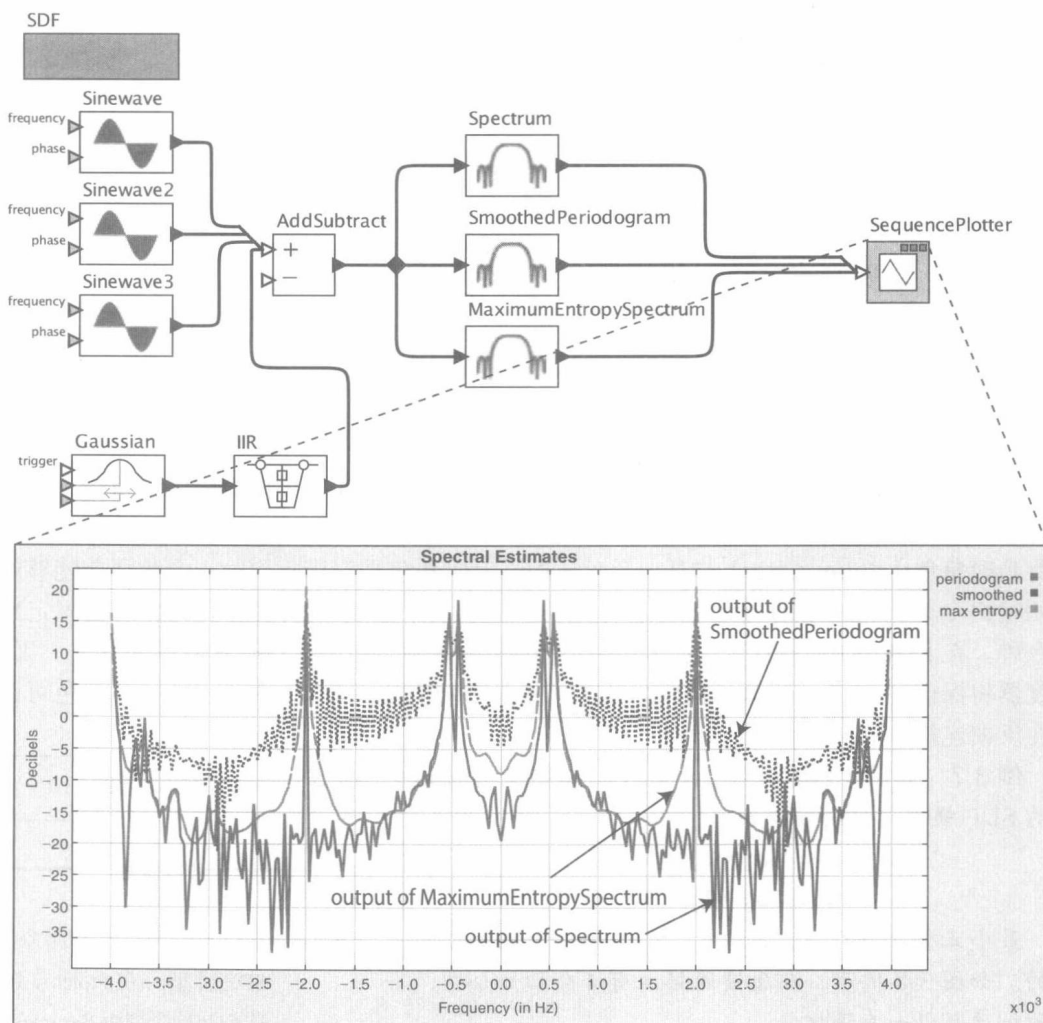 SDF
Sinewave
frequency
phase
Sinewave2
frequency
phase
Sinewave3
frequency
phase
AddSubtract
+
−
Spectrum
SmoothedPeriodogram
MaximumEntropySpectrum
SequencePlotter
Gaussian
trigger
IIR
Spectral Estimates
periodogram
smoothed
max entropy
output of
SmoothedPeriodogram
output of MaximumEntropySpectrum
output of Spectrum
Decibels
20
15
10
5
0
−5
−10
−15
−20
−25
−30
−35
−4.0 −3.5 −3.0 −2.5 −2.0 −1.5 −1.0 −0.5 0.0 0.5 1.0 1.5 2.0 2.5 3.0 3.5 4.0
Frequency (in Hz)
x10³